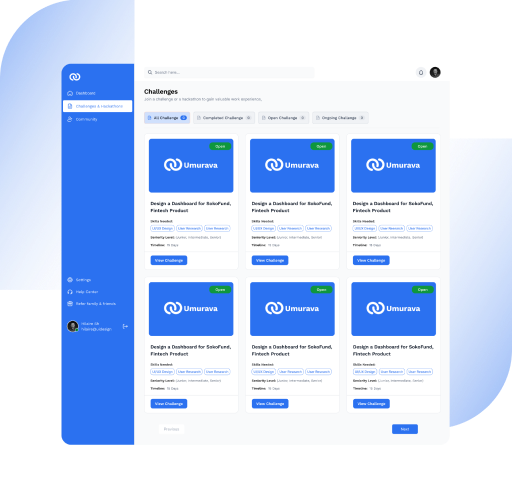 Search here...
Dashboard
Challenges & Hackathons
Community
Settings
Help Center
Refer family & friends
Challenges
Join a challenge or a hackathon to gain valuable work experience.
All Challenge
Completed Challenge
Open Challenge
Ongoing Challenge
Open
Umurava
Design a Dashboard for SokoFund,
Fintech Product
Skills Needed:
UI/UX Design User Research User Research
Seniority Level: (Junior, Intermediate, Senior)
Timeline: 15 Days
View Challenge
Open
Umurava
Design a Dashboard for SokoFund,
Fintech Product
Skills Needed:
UI/UX Design User Research User Research
Seniority Level: (Junior, Intermediate, Senior)
Timeline: 15 Days
View Challenge
Open
Umurava
Design a Dashboard for SokoFund,
Fintech Product
Skills Needed:
UI/UX Design User Research User Research
Seniority Level: (Junior, Intermediate, Senior)
Timeline: 15 Days
View Challenge
Open
Umurava
Design a Dashboard for SokoFund,
Fintech Product
Skills Needed:
UI/UX Design User Research User Research
Seniority Level: (Junior, Intermediate, Senior)
Timeline: 15 Days
View Challenge
Open
Umurava
Design a Dashboard for SokoFund,
Fintech Product
Skills Needed:
UI/UX Design User Research User Research
Seniority Level: (Junior, Intermediate, Senior)
Timeline: 15 Days
View Challenge
Open
Umurava
Design a Dashboard for SokoFund,
Fintech Product
Skills Needed:
UI/UX Design User Research User Research
Seniority Level: (Junior, Intermediate, Senior)
Timeline: 15 Days
View Challenge
Previous
Next